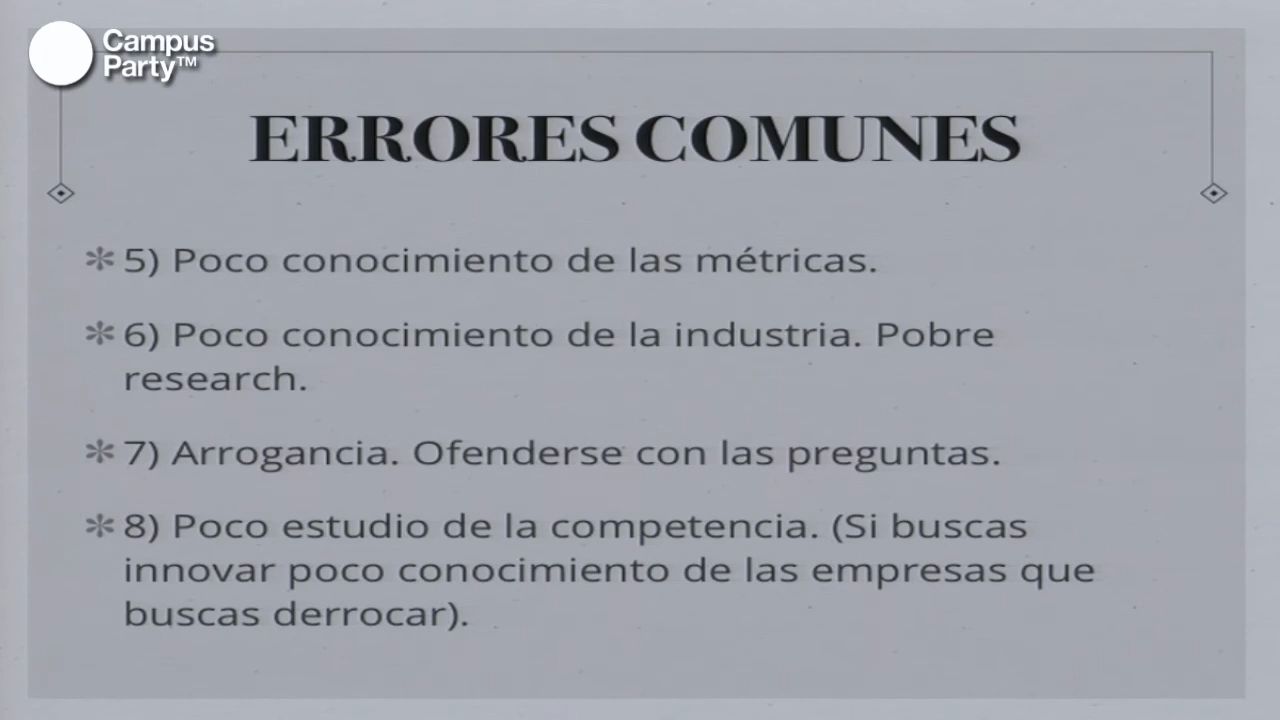 Campus
Party™
ERRORES COMUNES
5) Poco conocimiento de las métricas.
6) Poco conocimiento de la industria. Pobre
research.
7) Arrogancia. Ofenderse con las preguntas.
8) Poco estudio de la competencia. (Si buscas
innovar poco conocimiento de las empresas que
buscas derrocar).